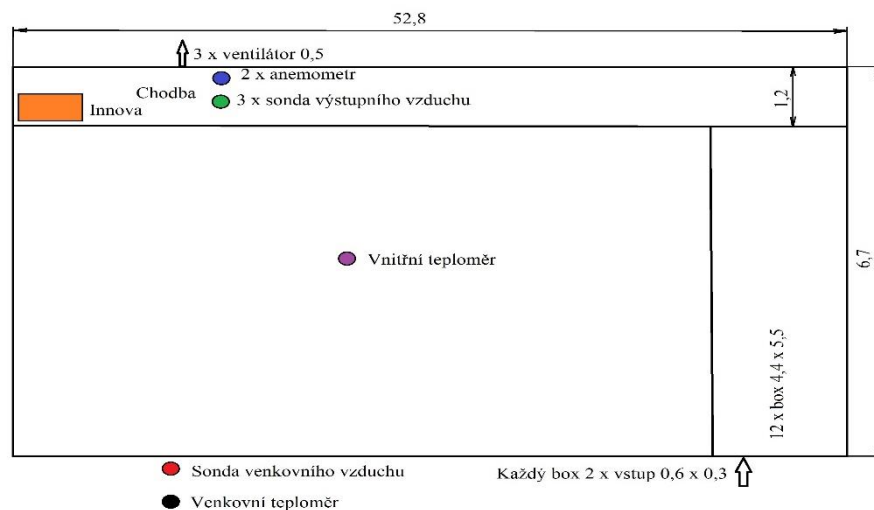 52,8
3 x ventilátor 0,5
2 x anemometr
Chodba
3 x sonda výstupního vzduchu
Innova
1,2
Vnitřní teploměr
6,7
12 x box 4,4 x 5,5
Sonda venkovního vzduchu
Každý box 2 x vstup 0,6 x 0,3
Venkovní teploměr